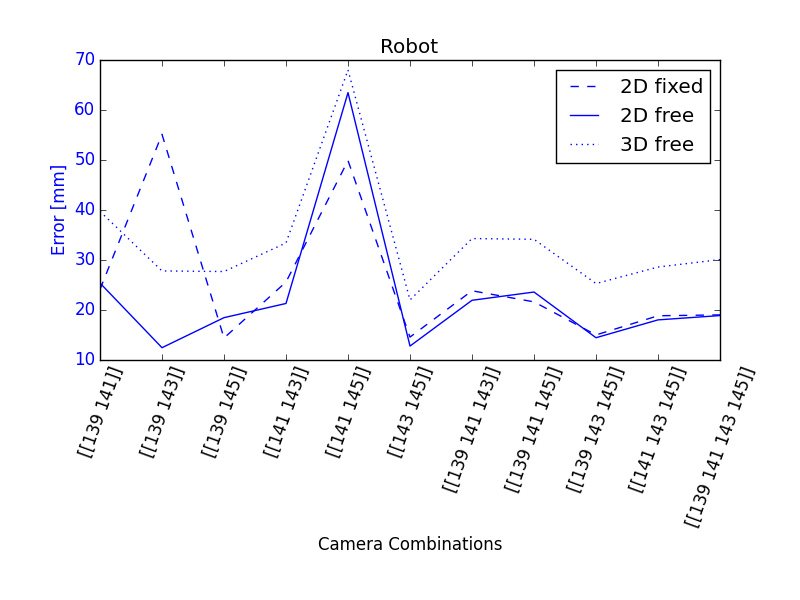 Robot
70
60
50
40
30
20
10
Error [mm]
2D fixed
2D free
3D free
[[139 141]]
[[139 143]]
[[139 145]]
[[141 143]]
[[141 145]]
[[143 145]]
[[139 141 143]]
[[139 141 145]]
[[139 143 145]]
[[141 143 145]]
[[139 141 143 145]]
Camera Combinations